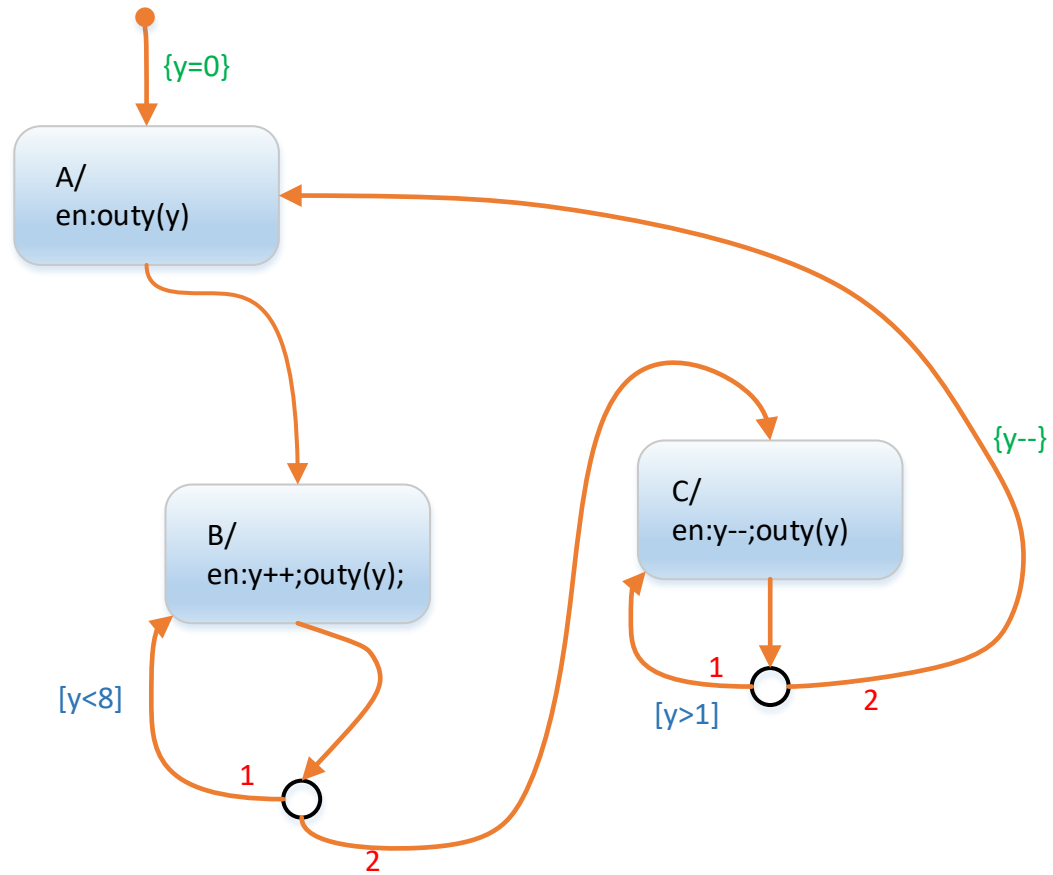 {y=0}
A/
en:outy(y)
{y--}
C/
en:y--;outy(y)
B/
en:y++;outy(y);
1
[y>1]
2
[y<8]
1
2